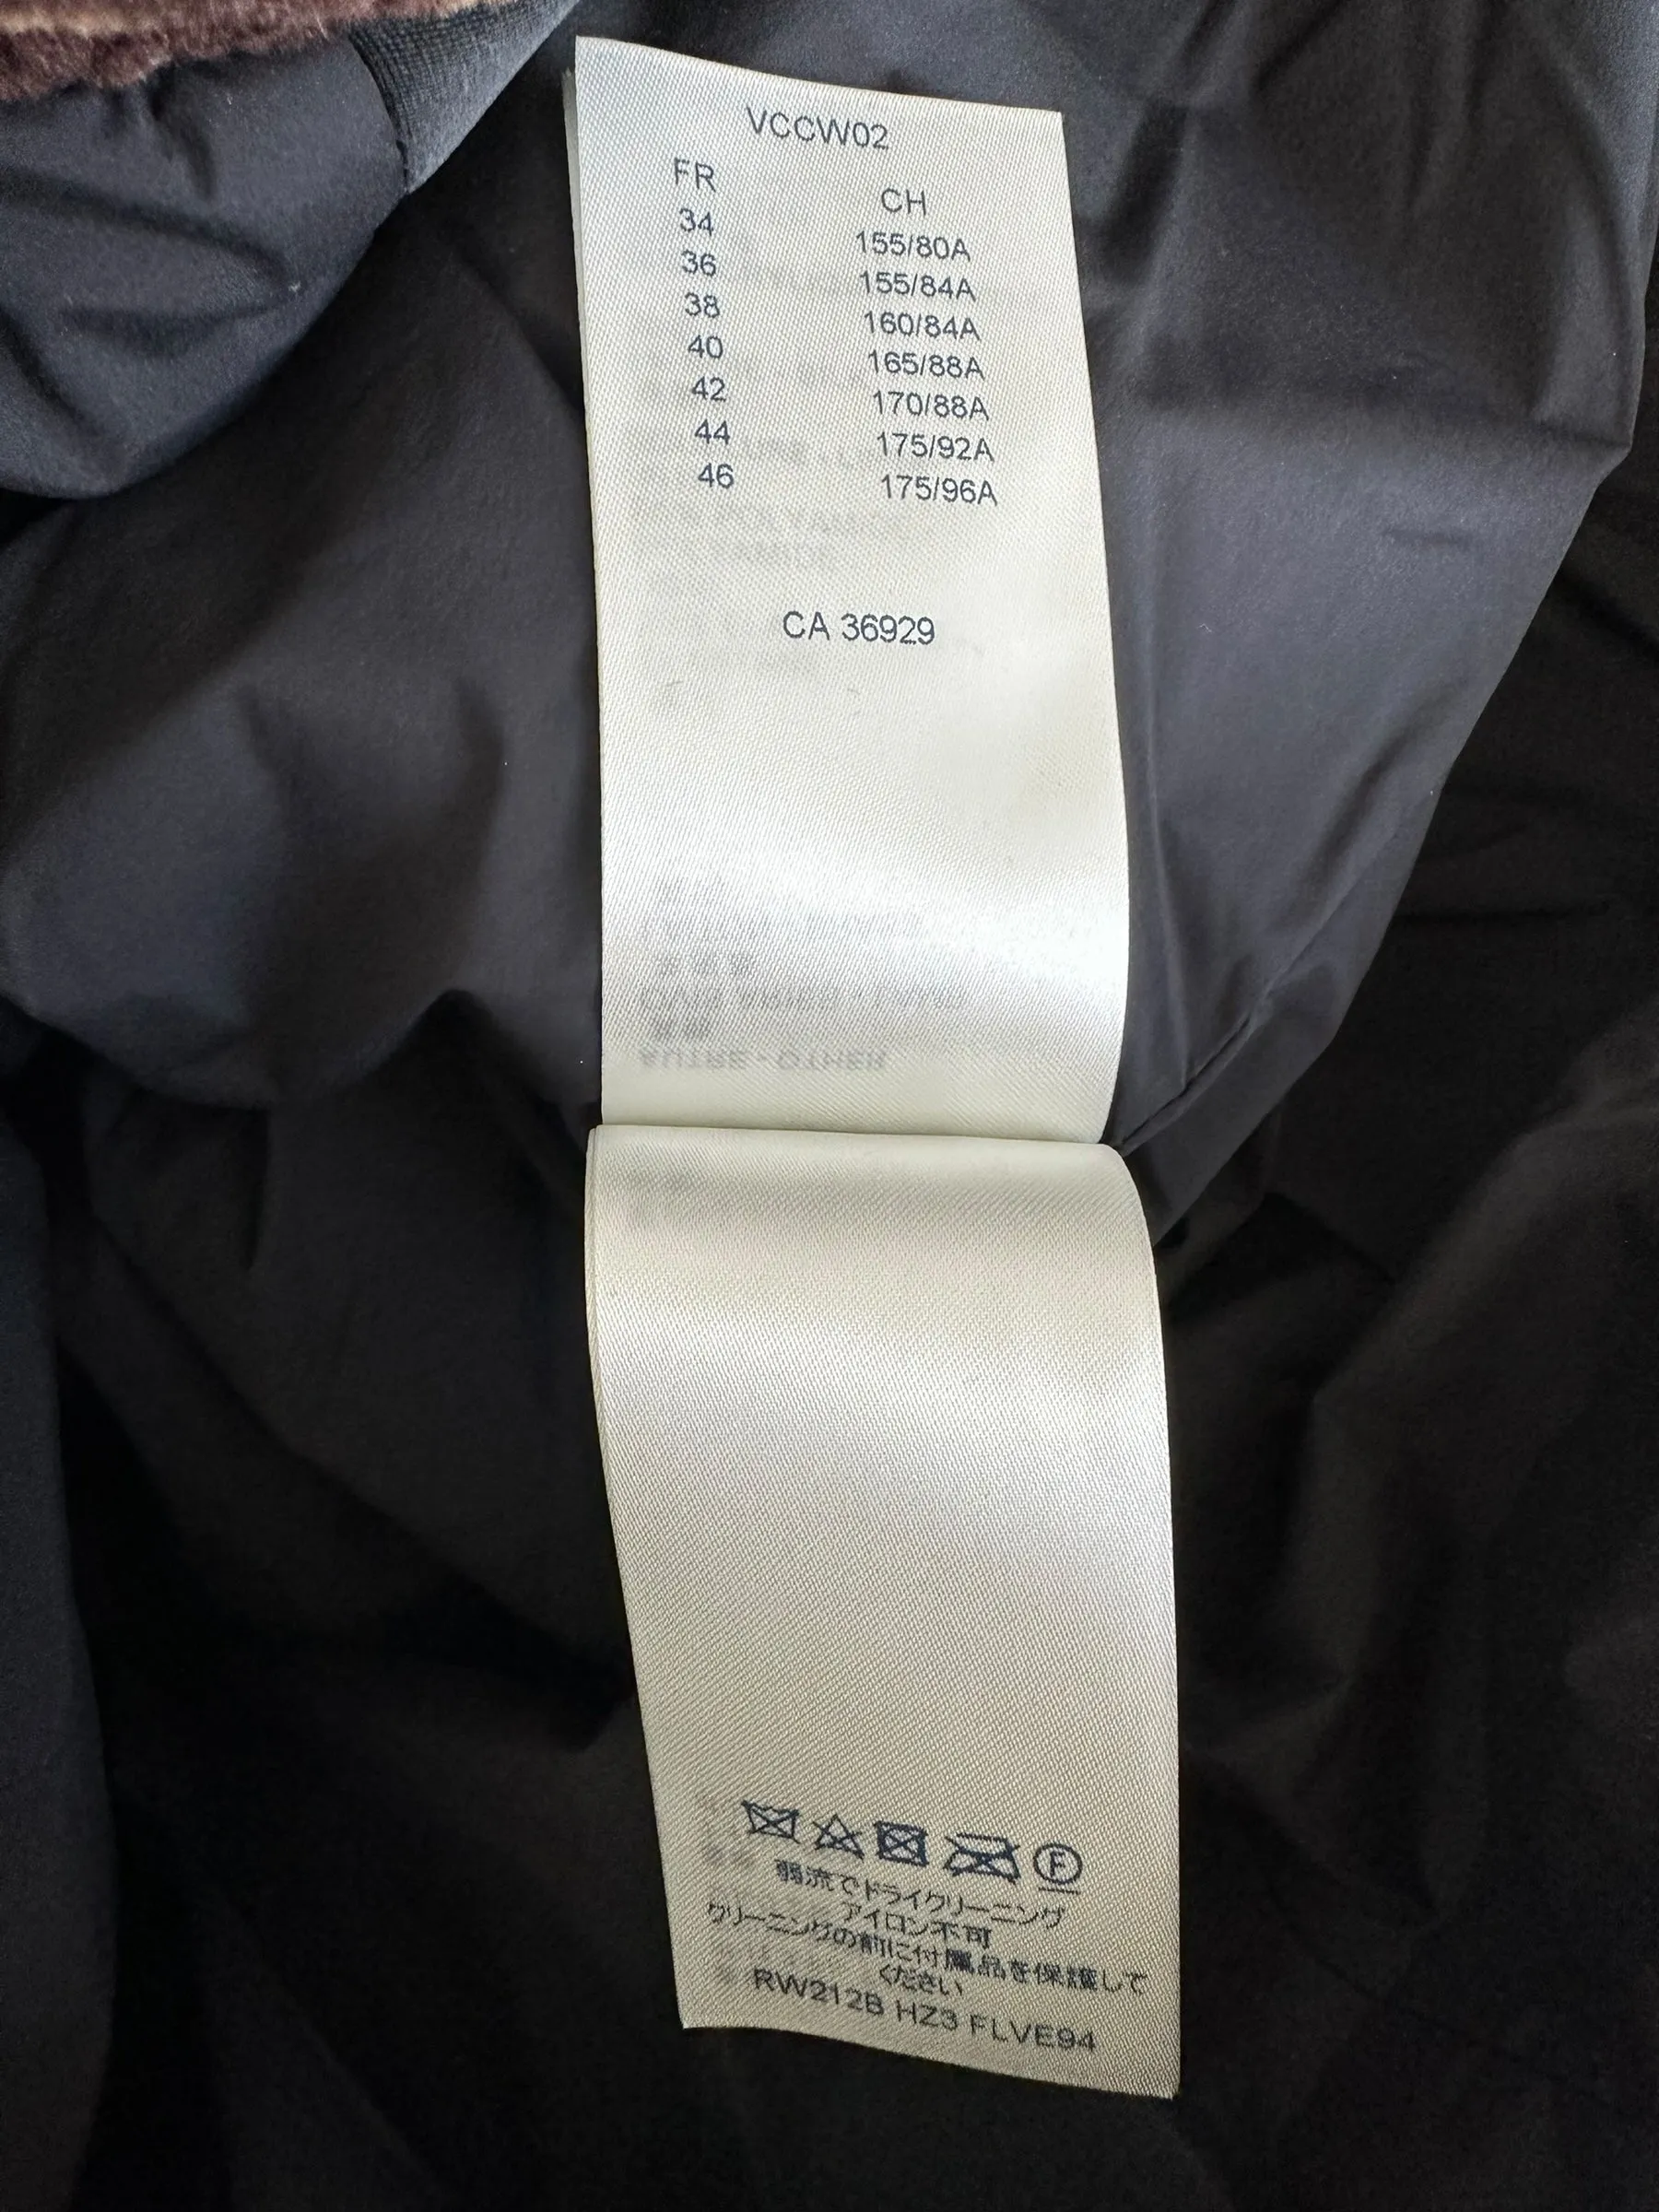 VCCW02
FR CH
34 155/80A
36 155/84A
38 160/84A
40 165/88A
42 170/88A
44 175/92A
46 175/96A
CA 36929
F
弱流でドライクリーニング
アイロン不可
クリーニングの前に付属品を保護して
ください
RW212B HZ3 FLVE94